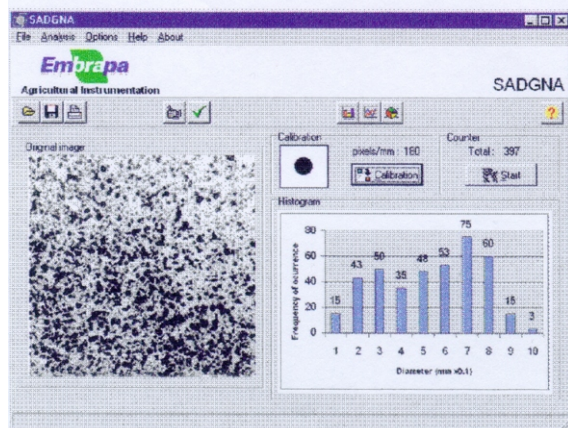 SADGNA
File Analysis Options Help About
Embrapa
Agricultural Instrumentation
SADGNA
Original image
Calibration
pixels/mm : 180
Calibration
Counter
Total : 397
Start
Histogram
Frequency of ocurrence
80
60
40
20
0
15
43
50
35
48
53
75
60
15
3
1 2 3 4 5 6 7 8 9 10
Diameter (mm x0.1)